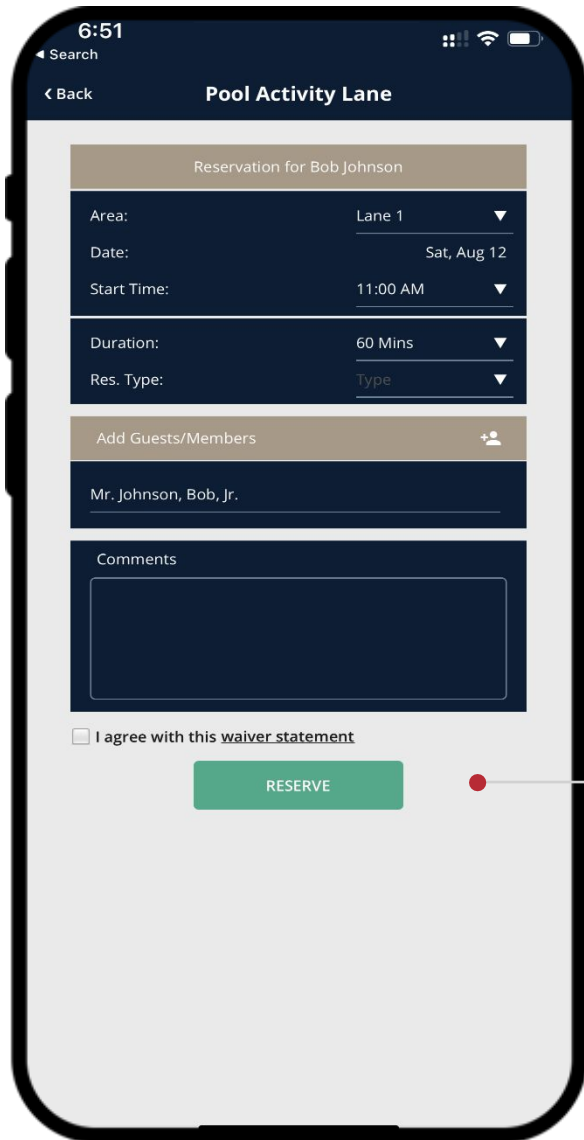 6:51
Search
Back
Pool Activity Lane
Reservation for Bob Johnson
Area: Lane 1
Date: Sat, Aug 12
Start Time: 11:00 AM
Duration: 60 Mins
Res. Type: Type
Add Guests/Members
Mr. Johnson, Bob, Jr.
Comments
I agree with this waiver statement
RESERVE